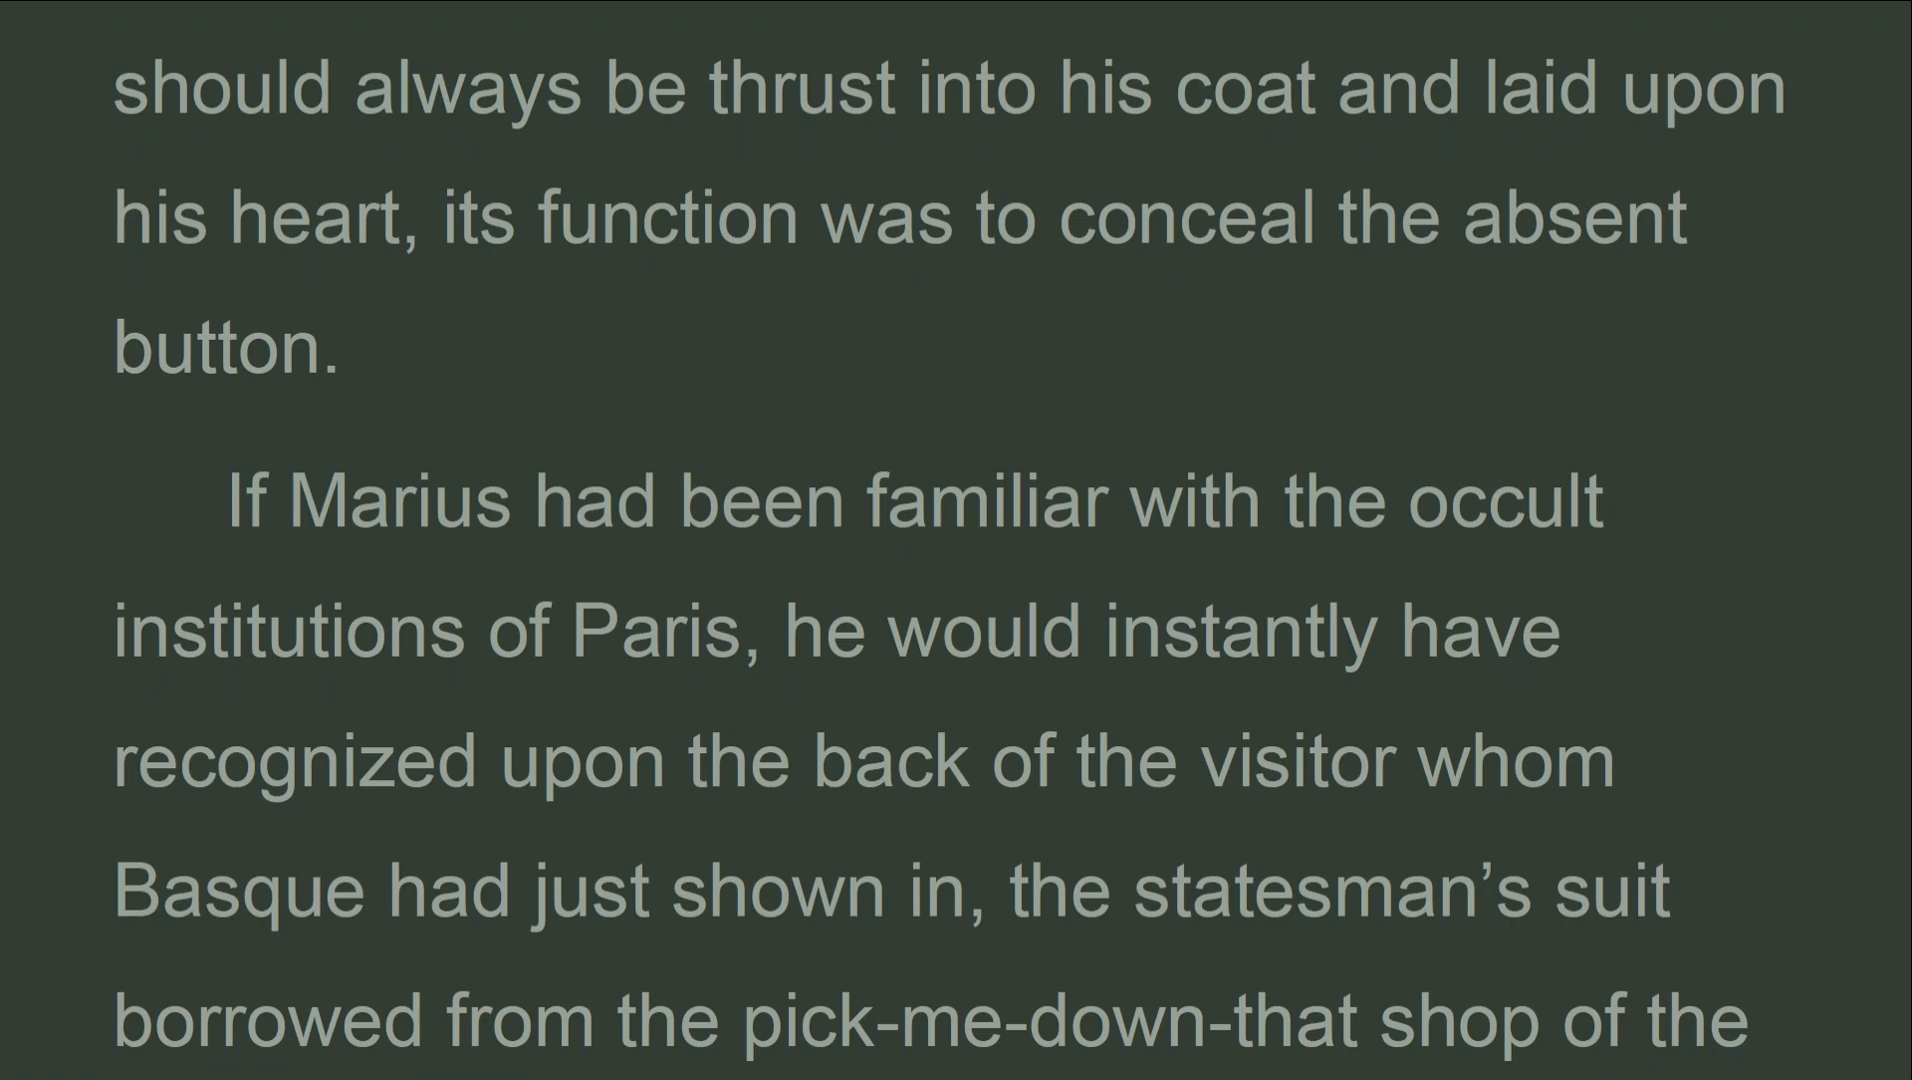 should always be thrust into his coat and laid upon
his heart, its function was to conceal the absent
button.
If Marius had been familiar with the occult
institutions of Paris, he would instantly have
recognized upon the back of the visitor whom
Basque had just shown in, the statesman’s suit
borrowed from the pick-me-down-that shop of the